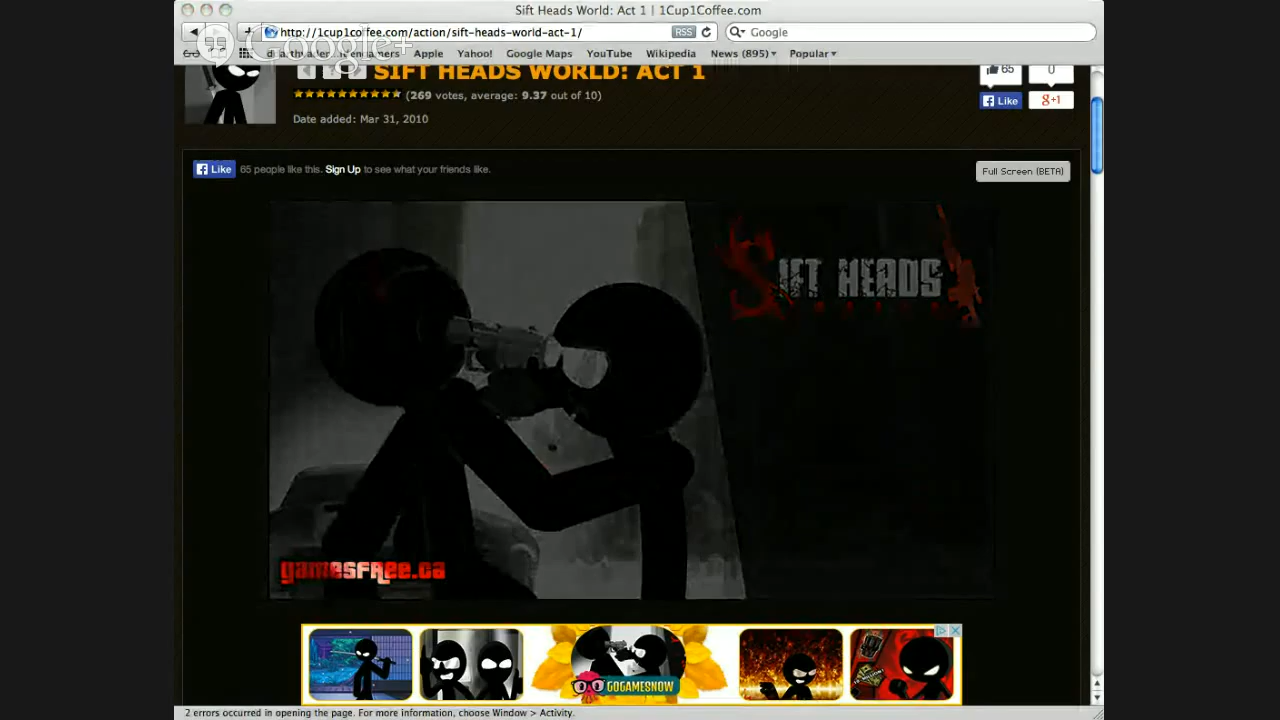 Sift Heads World: Act 1 | 1Cup1Coffee.com
http://1cup1coffee.com/action/sift-heads-world-act-1/
RSS
Google
Google+
Apple
Yahoo!
Google Maps
YouTube
Wikipedia
News (895)
Popular
SIFT HEADS WORLD: ACT 1
(269 votes, average: 9.37 out of 10)
Date added: Mar 31, 2010
65
0
Like
g+1
Like
65 people like this. Sign Up to see what your friends like.
Full Screen (BETA)
SIFT HEADS
gamesfree.ca
GOGAMESNOW
2 errors occurred in opening the page. For more information, choose Window > Activity.